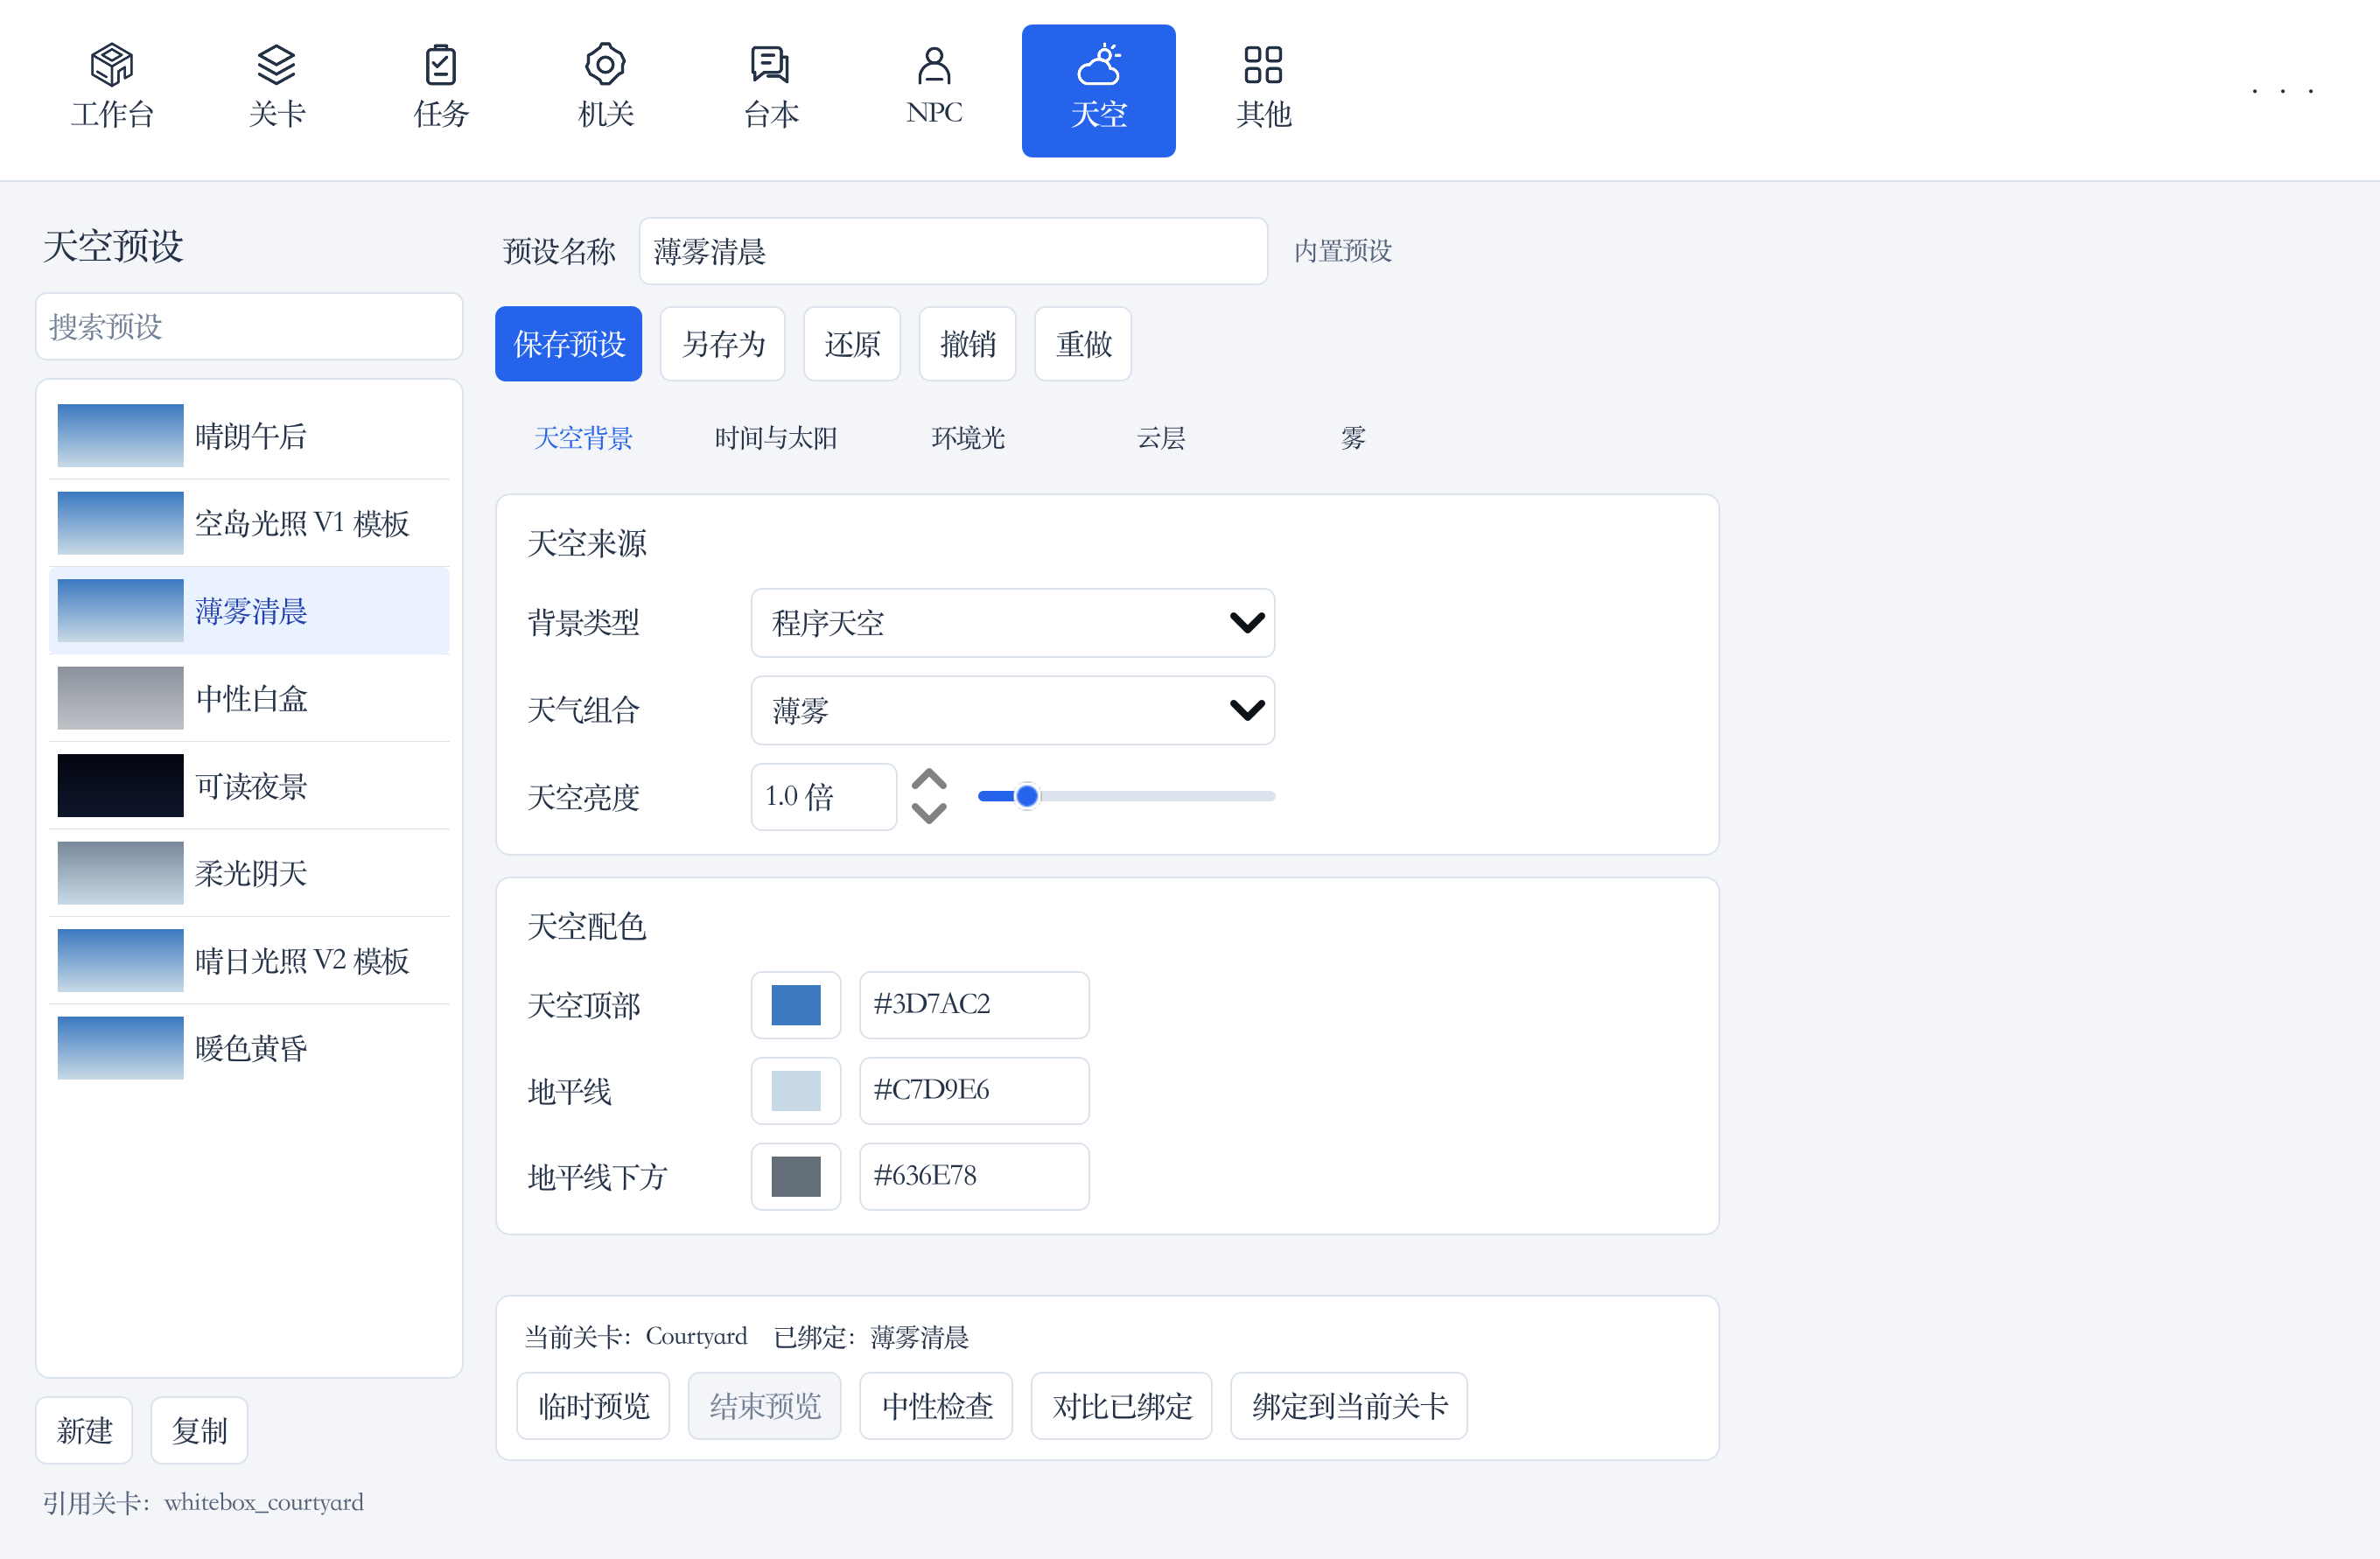 工作台 关卡 任务 机关 台本 NPC 天空 其他 · · ·
天空预设
搜索预设
晴朗午后
空岛光照 V1 模板
薄雾清晨
中性白盒
可读夜景
柔光阴天
晴日光照 V2 模板
暖色黄昏
新建 复制
引用关卡：whitebox_courtyard
预设名称 薄雾清晨 内置预设
保存预设 另存为 还原 撤销 重做
天空背景 时间与太阳 环境光 云层 雾
天空来源
背景类型 程序天空
天气组合 薄雾
天空亮度 1.0 倍
天空配色
天空顶部 #3D7AC2
地平线 #C7D9E6
地平线下方 #636E78
当前关卡：Courtyard 已绑定：薄雾清晨
临时预览 结束预览 中性检查 对比已绑定 绑定到当前关卡